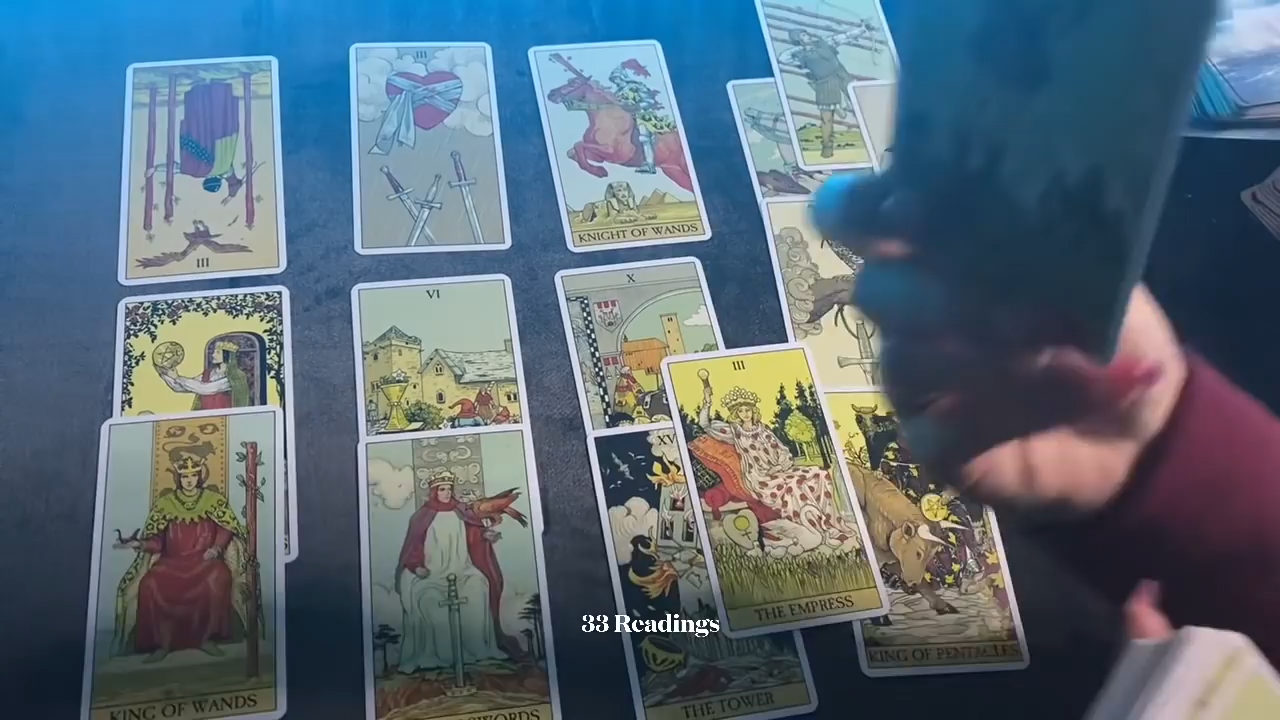 III
III
KNIGHT OF WANDS
VI
X
III
XV
THE EMPRESS
KING OF PENTACLES
33 Readings
KING OF WANDS
SWORDS
THE TOWER